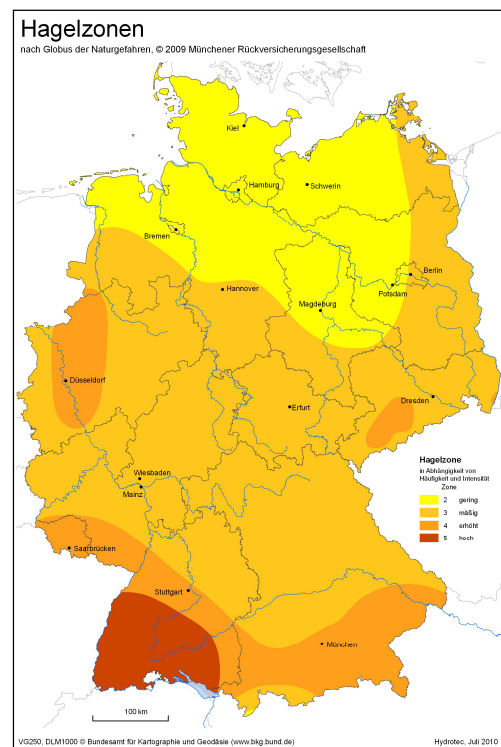 Hagelzonen
nach Globus der Naturgefahren, © 2009 Münchener Rückversicherungsgesellschaft
Kiel
Hamburg
Schwerin
Bremen
Berlin
Hannover
Potsdam
Magdeburg
Düsseldorf
Dresden
Erfurt
Wiesbaden
Mainz
Saarbrücken
Stuttgart
München
Hagelzone
in Abhängigkeit von
Häufigkeit und Intensität
Zone
2 gering
3 mäßig
4 erhöht
5 hoch
100 km
VG250, DLM1000 © Bundesamt für Kartographie und Geodäsie (www.bkg.bund.de)
Hydrotec, Juli 2010